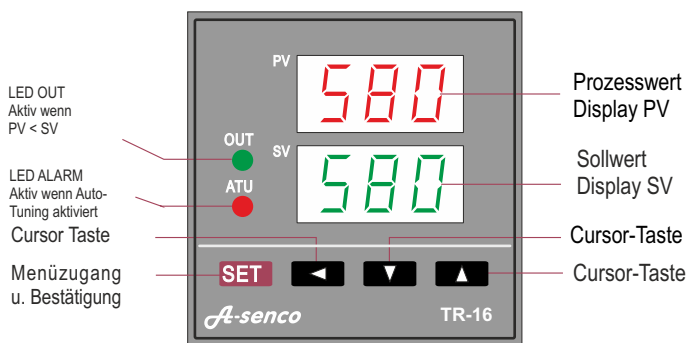 LED OUT
Aktiv wenn
PV < SV
LED ALARM
Aktiv wenn Auto-
Tuning aktiviert
Cursor Taste
Menüzugang
u. Bestätigung
PV
580
OUT
SV
580
ATU
SET
A-senco
TR-16
Prozesswert
Display PV
Sollwert
Display SV
Cursor-Taste
Cursor-Taste